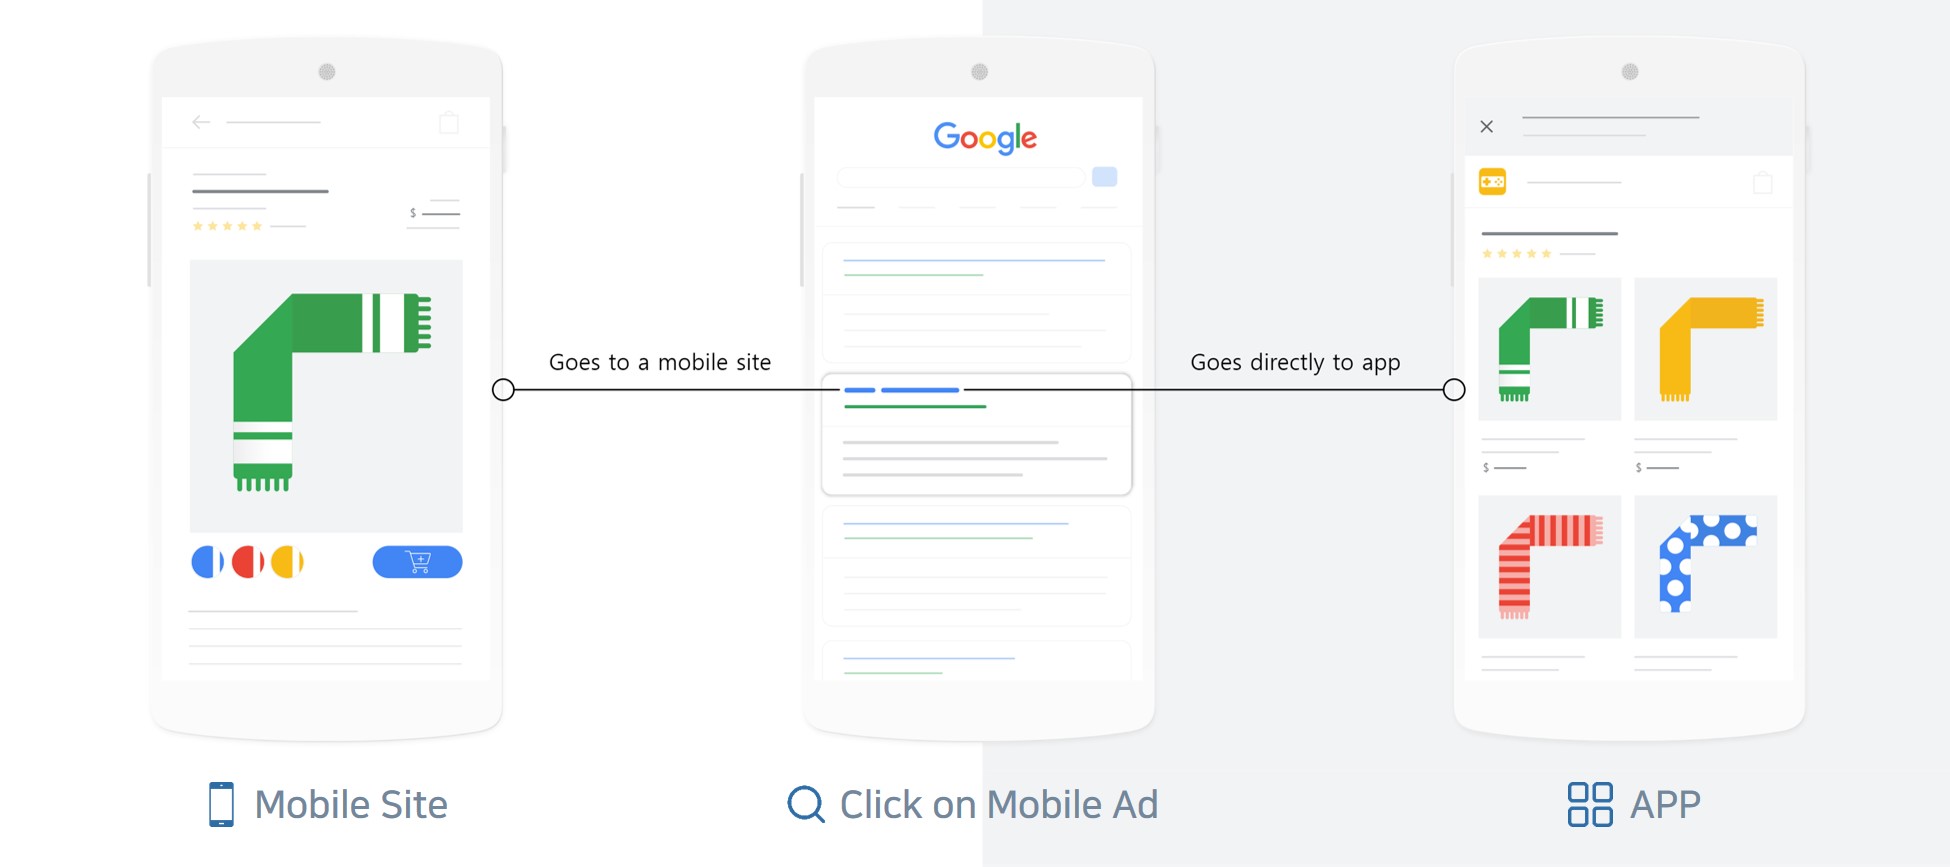 Google
$
Goes to a mobile site
Goes directly to app
$
$
Mobile Site
Click on Mobile Ad
APP